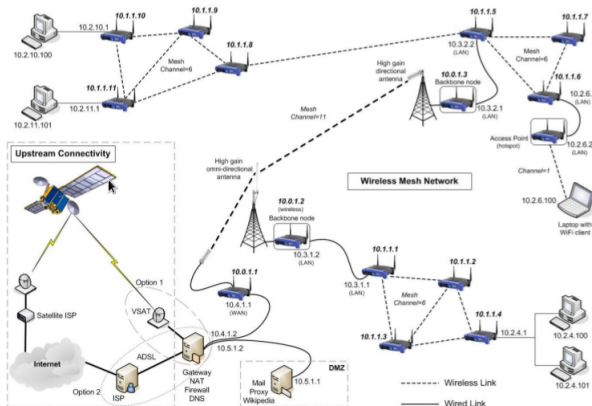 10.1.1.10
10.1.1.9
10.2.10.1
10.2.10.100
10.1.1.8
Mesh
Channel=6
10.1.1.11
10.2.11.1
10.2.11.101
10.1.1.5
10.1.1.7
10.3.2.2
(LAN)
Mesh
Channel=6
High gain
directional
antenna
10.0.1.3
Backbone node
10.1.1.6
10.3.2.1
(LAN)
10.2.6.
(LAN)
Access Point
(hotspot)
10.2.6.2
(LAN)
Mesh
Channel=11
Channel=1
10.2.6.100
Laptop with
WiFi client
Upstream Connectivity
High gain
omni-directional
antenna
Wireless Mesh Network
10.0.1.2
(wireless)
Backbone node
10.3.1.2
(LAN)
10.0.1.1
10.4.1.1
(WAN)
10.1.1.1
10.3.1.1
(LAN)
10.1.1.2
Mesh
Channel=6
10.1.1.3
10.1.1.4
10.2.4.1
10.2.4.100
10.2.4.101
Option 1
VSAT
Satellite ISP
10.4.1.2
10.5.1.2
Internet
ADSL
Gateway
NAT
Firewall
DNS
Option 2
ISP
DMZ
10.5.1.1
Mail
Proxy
Wikipedia
Wireless Link
Wired Link